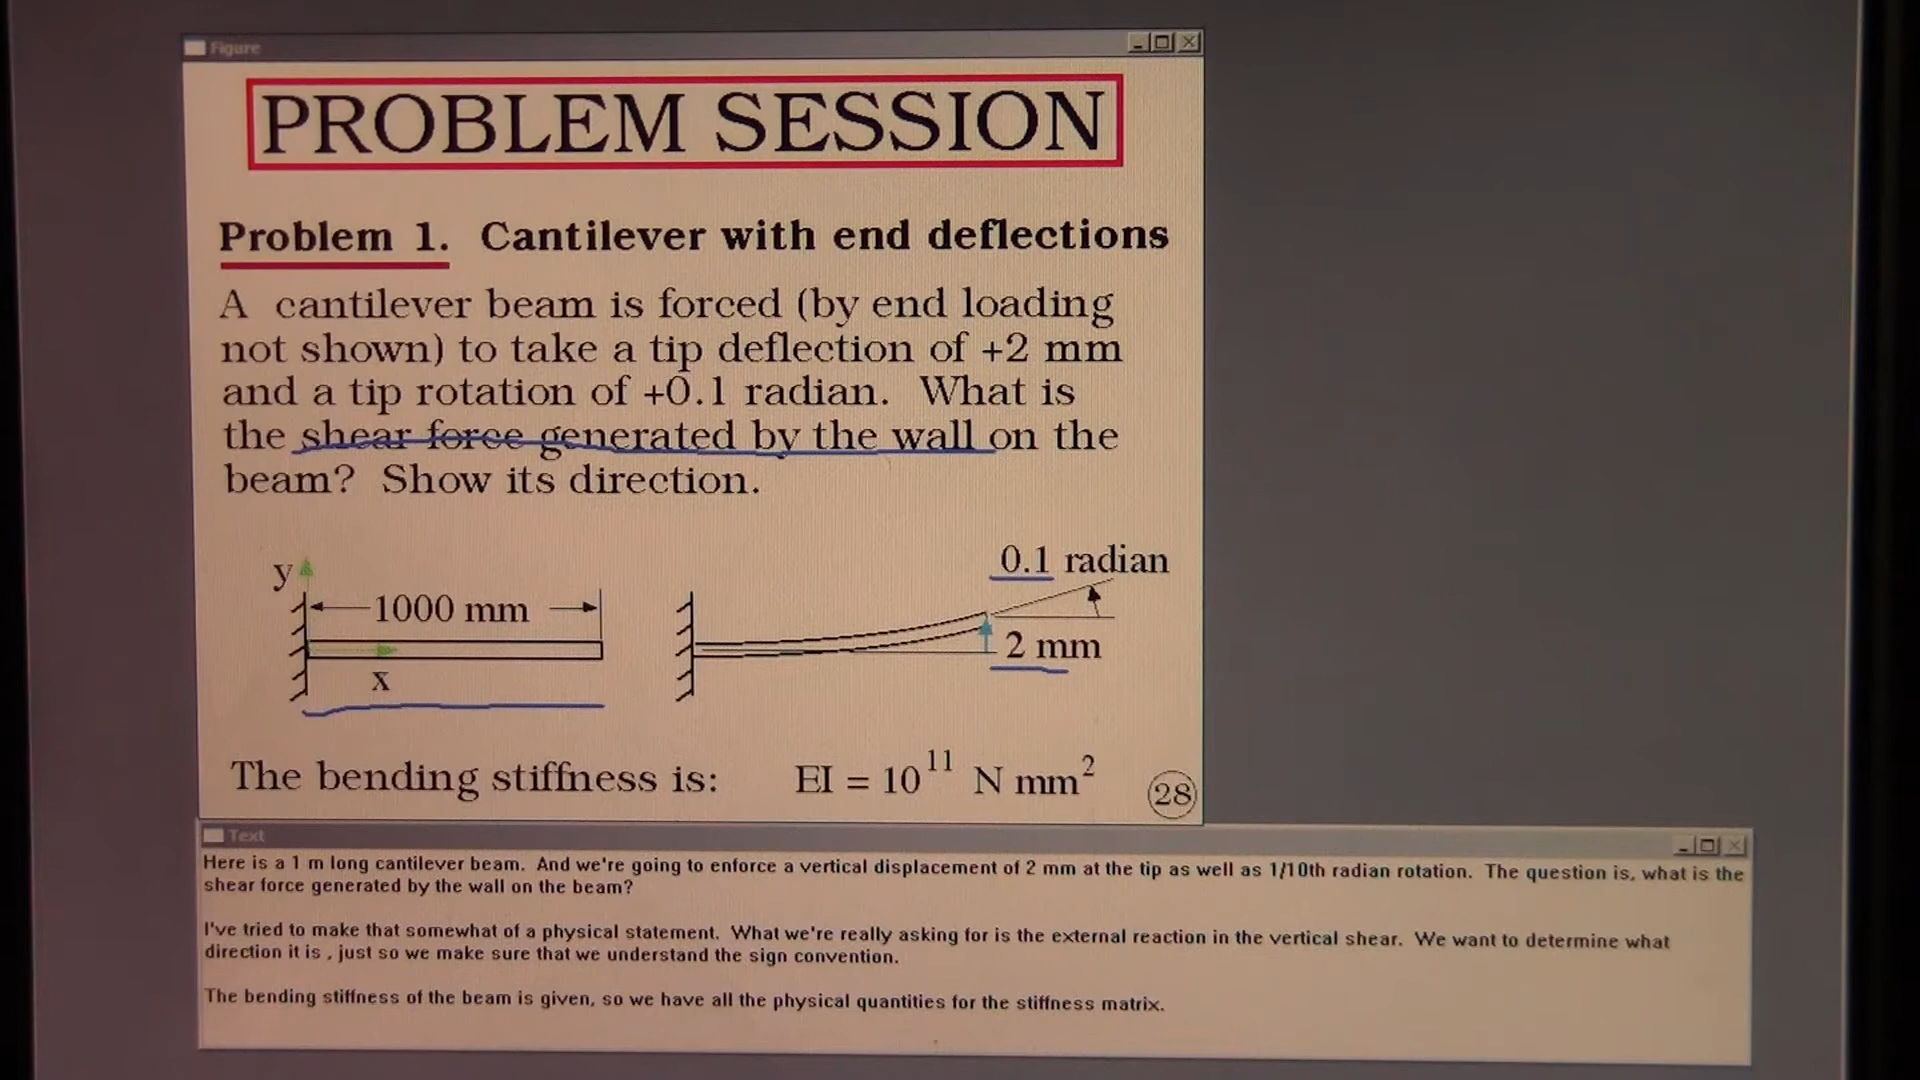 Figure
PROBLEM SESSION
Problem 1. Cantilever with end deflections
A cantilever beam is forced (by end loading
not shown) to take a tip deflection of +2 mm
and a tip rotation of +0.1 radian. What is
the shear force generated by the wall on the
beam? Show its direction.
0.1 radian
y
1000 mm
2 mm
x
The bending stiffness is: EI = 10^11 N mm^2
28
Text
Here is a 1 m long cantilever beam. And we're going to enforce a vertical displacement of 2 mm at the tip as well as 1/10th radian rotation. The question is, what is the
shear force generated by the wall on the beam?
I've tried to make that somewhat of a physical statement. What we're really asking for is the external reaction in the vertical shear. We want to determine what
direction it is , just so we make sure that we understand the sign convention.
The bending stiffness of the beam is given, so we have all the physical quantities for the stiffness matrix.